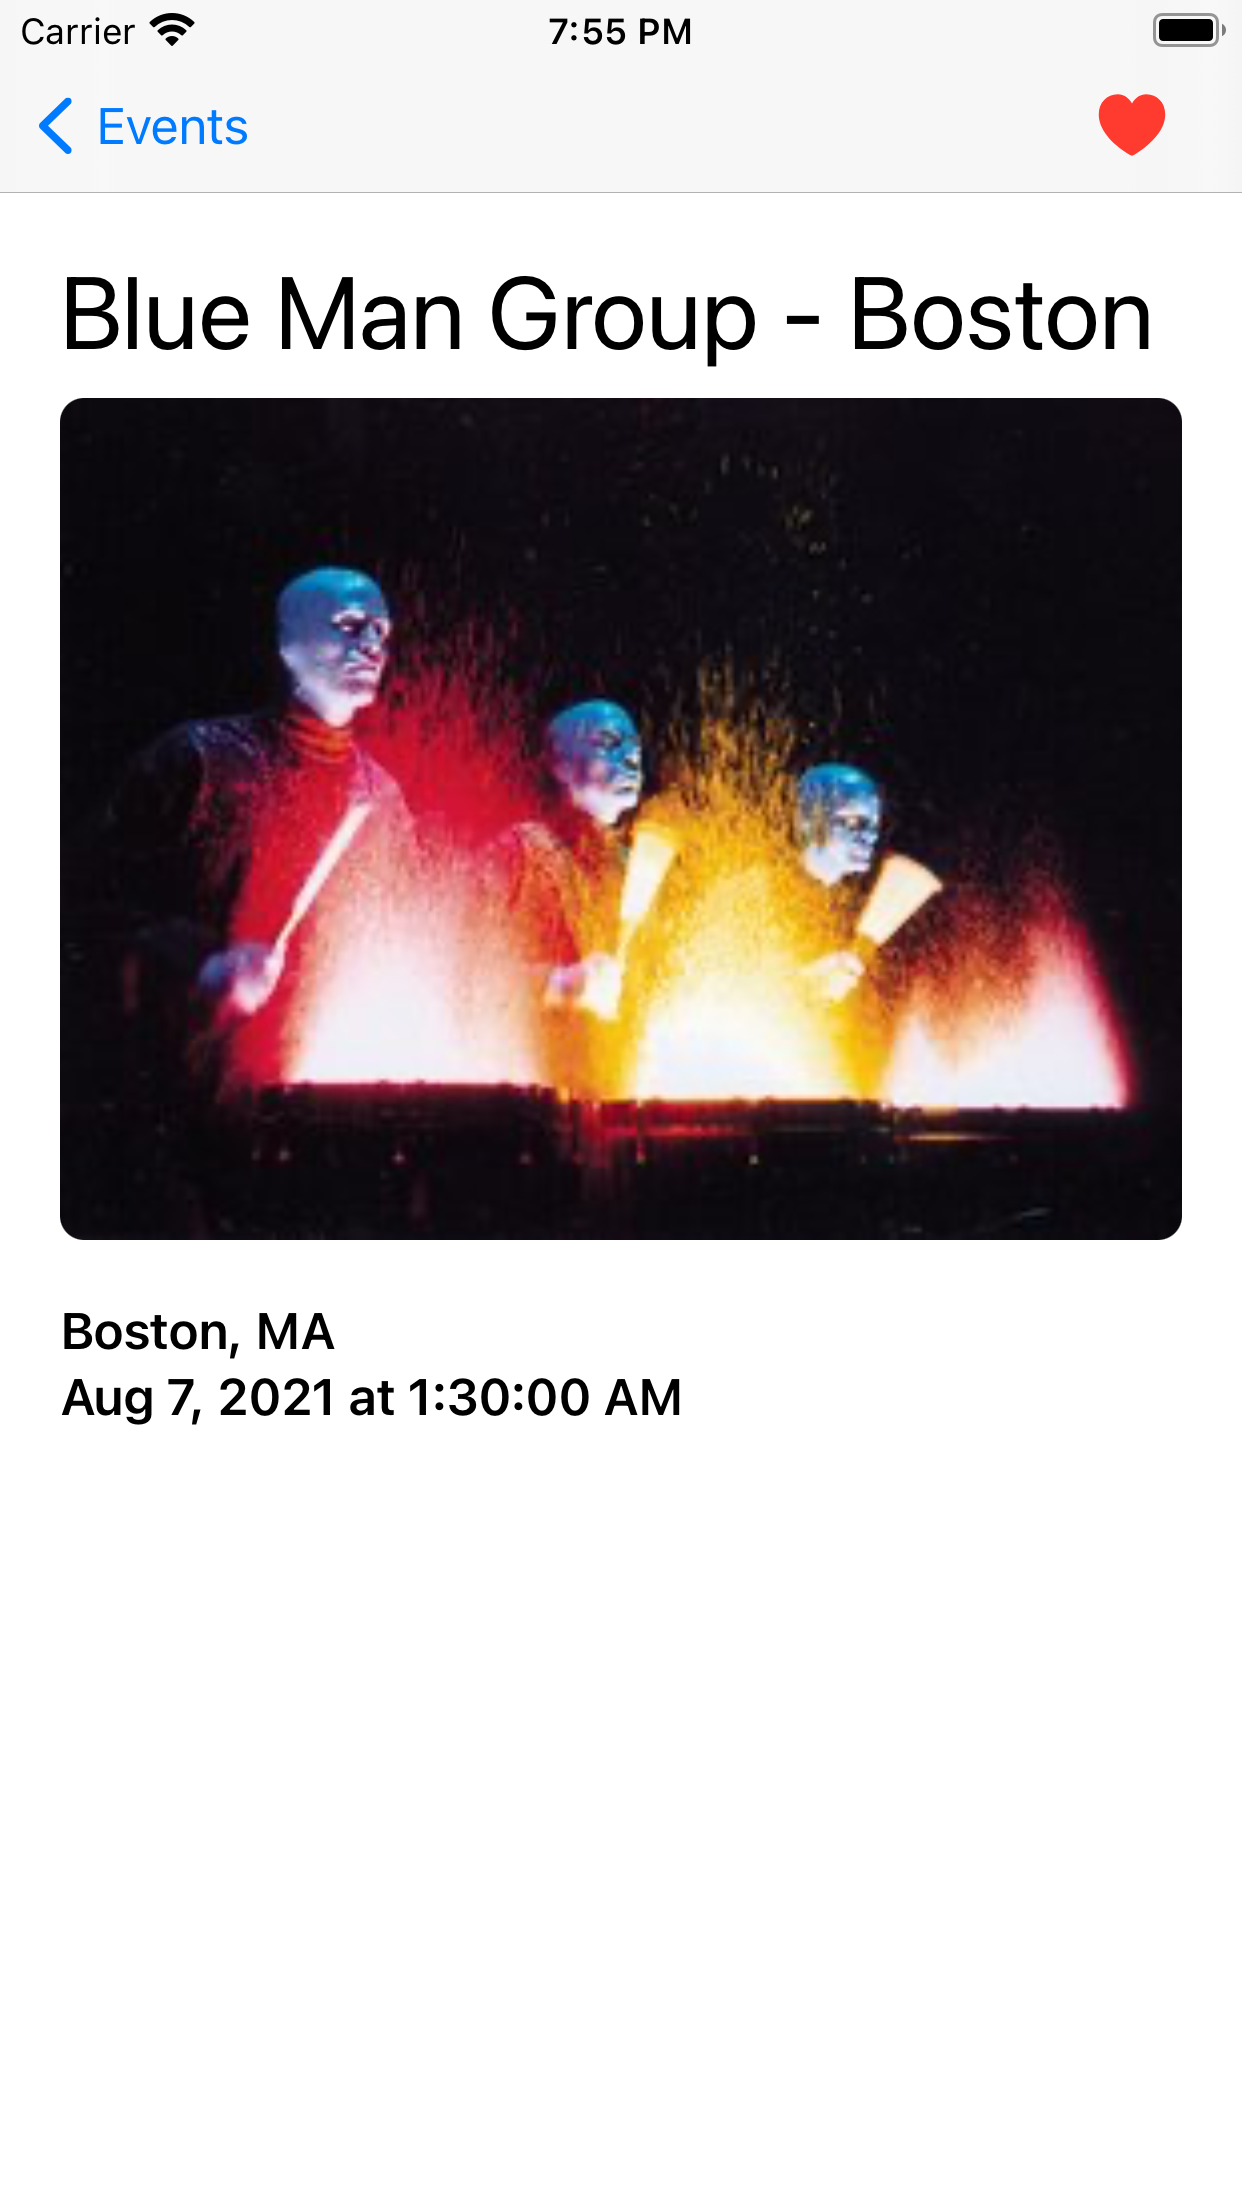 Carrier 7:55 PM
Events
Blue Man Group - Boston
Boston, MA
Aug 7, 2021 at 1:30:00 AM